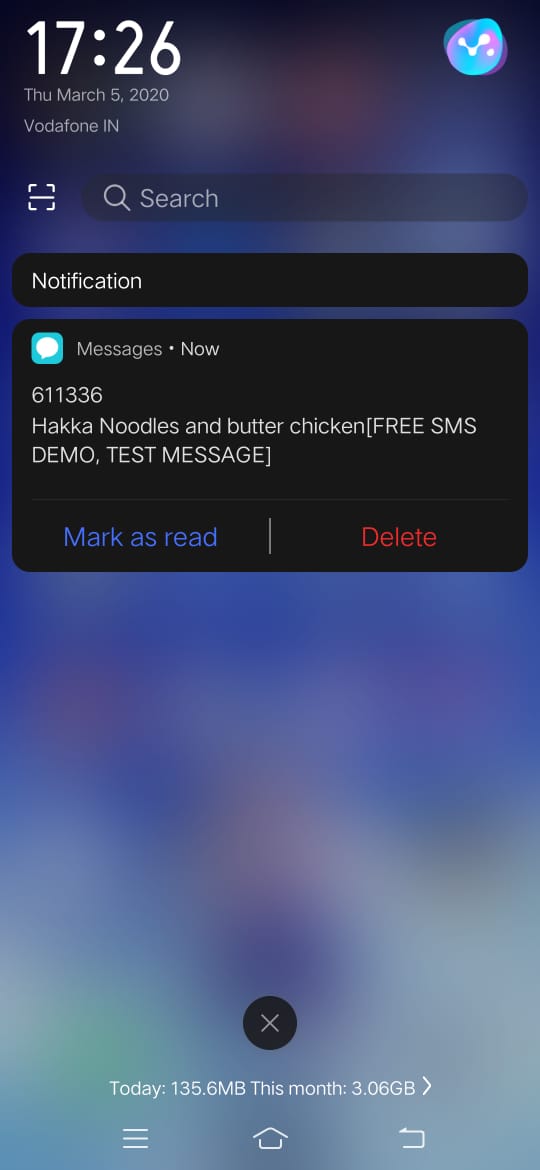 17:26
Thu March 5, 2020
Vodafone IN
Search
Notification
Messages • Now
611336
Hakka Noodles and butter chicken[FREE SMS
DEMO, TEST MESSAGE]
Mark as read
Delete
Today: 135.6MB This month: 3.06GB